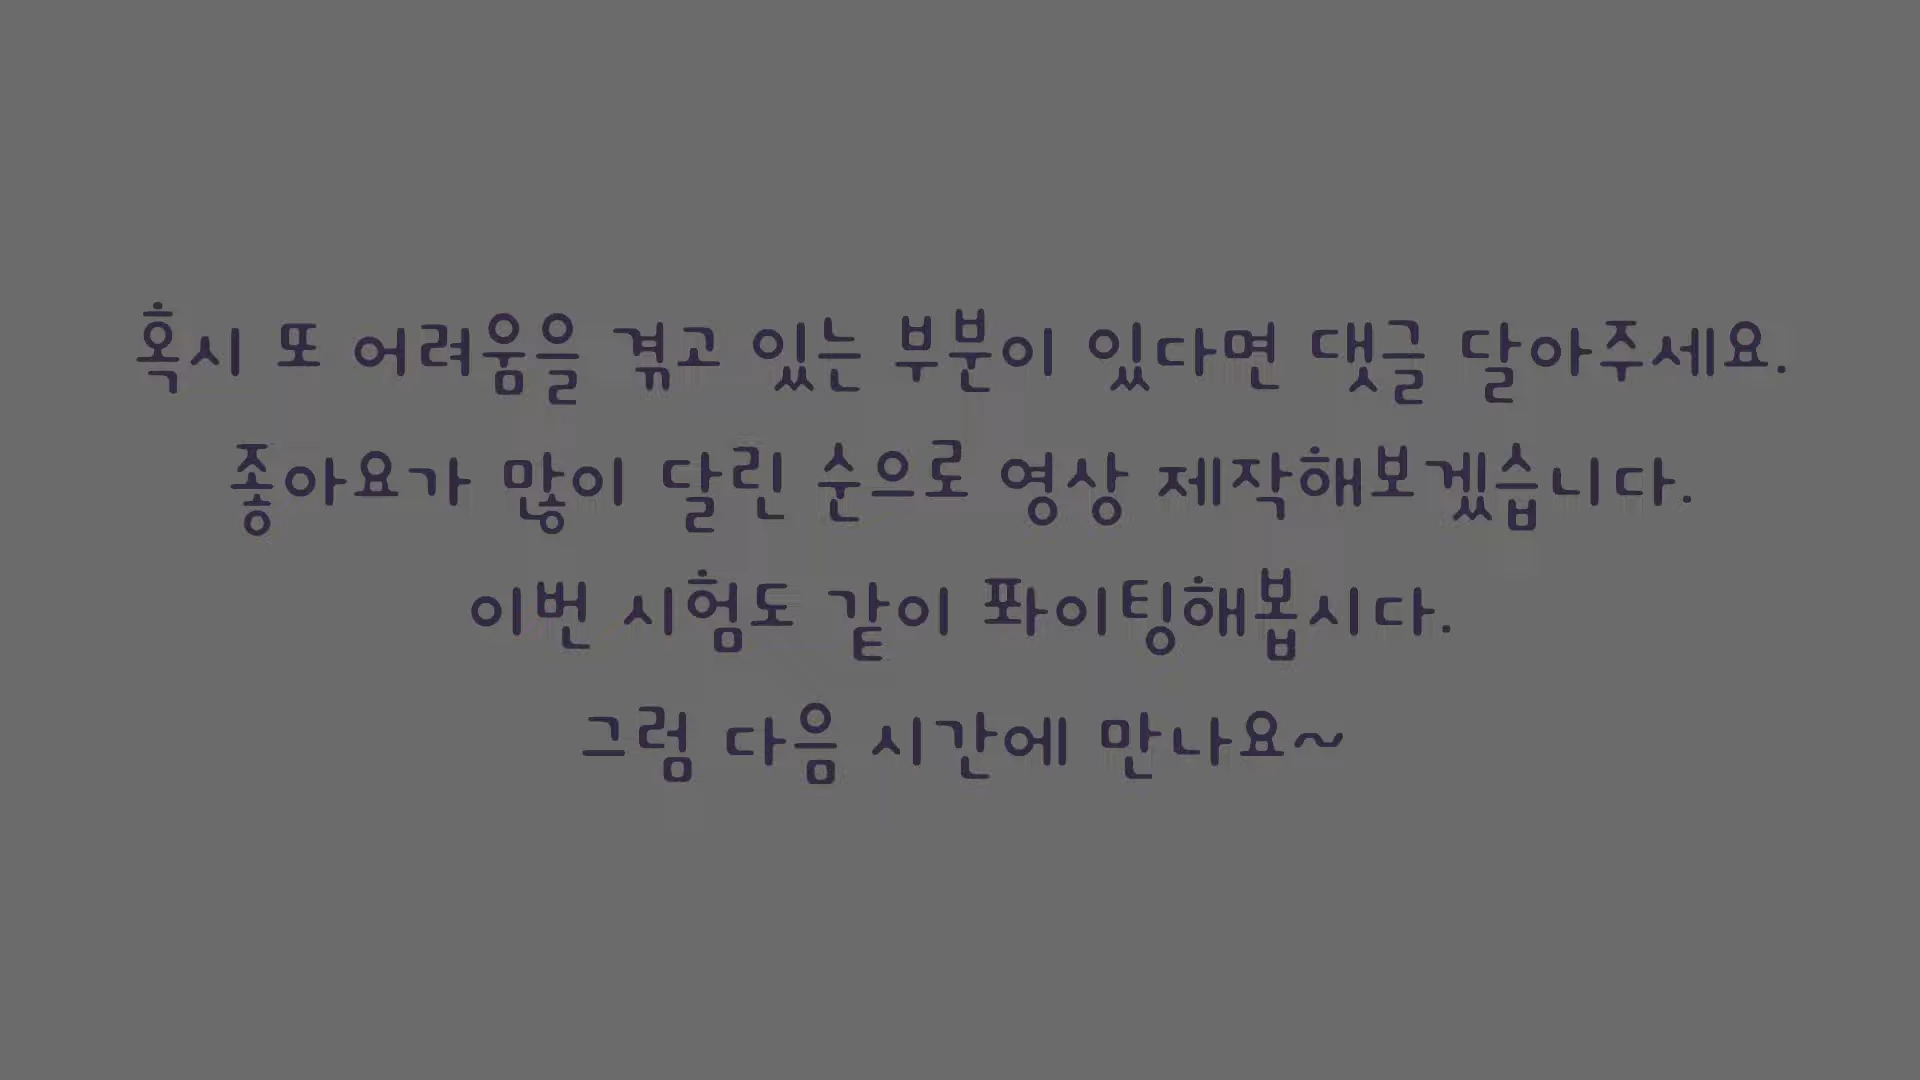 혹시 또 어려움을 겪고 있는 부분이 있다면 댓글 달아주세요.
좋아요가 많이 달린 순으로 영상 제작해보겠습니다.
이번 시험도 같이 퐈이팅해봅시다.
그럼 다음 시간에 만나요~